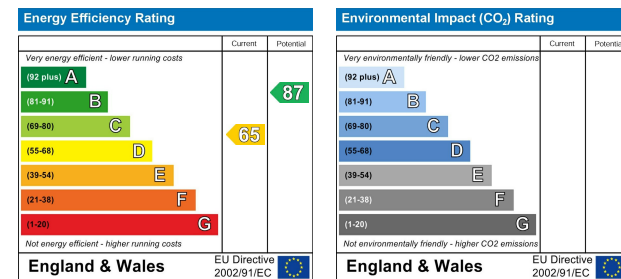 Energy Efficiency Rating
Current Potential
Very energy efficient - lower running costs
(92 plus) A
(81-91) B
87
(69-80) C
65
(55-68) D
(39-54) E
(21-38) F
(1-20) G
Not energy efficient - higher running costs
England & Wales
EU Directive
2002/91/EC
Environmental Impact (CO2) Rating
Current Potential
Very environmentally friendly - lower CO2 emissions
(92 plus) A
(81-91) B
(69-80) C
(55-68) D
(39-54) E
(21-38) F
(1-20) G
Not environmentally friendly - higher CO2 emissions
England & Wales
EU Directive
2002/91/EC